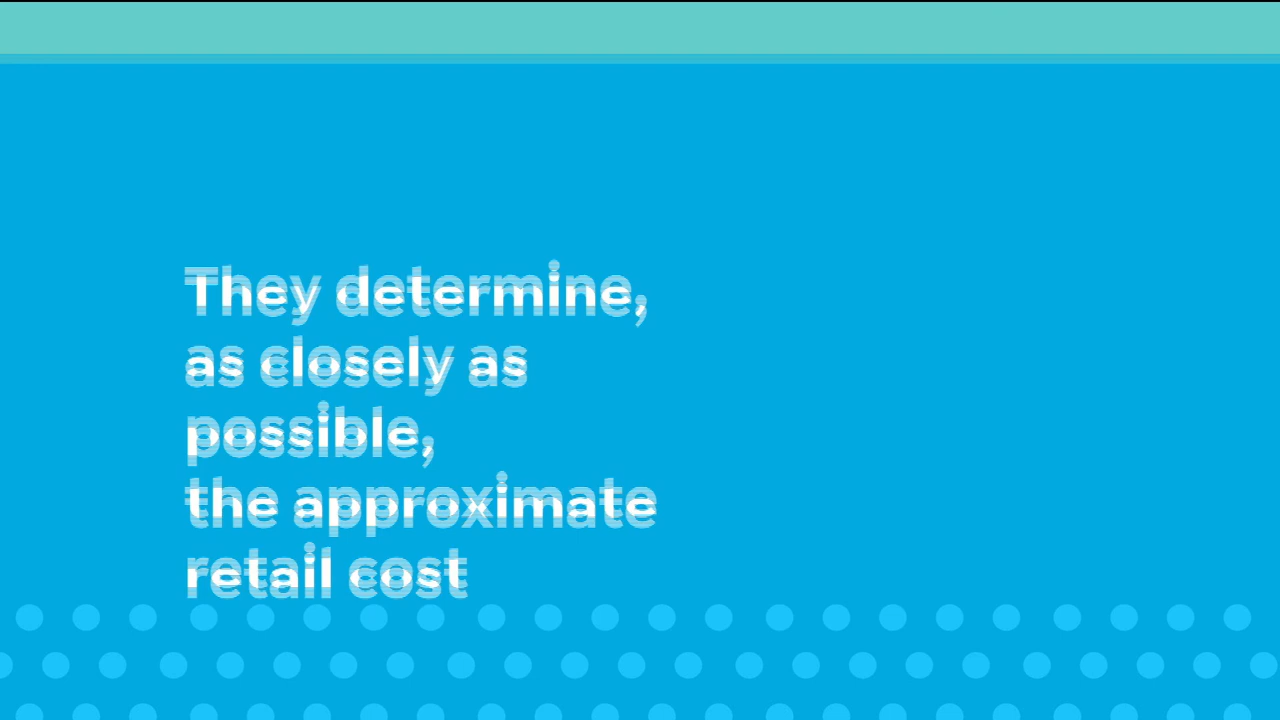 They determine,
as closely as
possible,
the approximate
retail cost